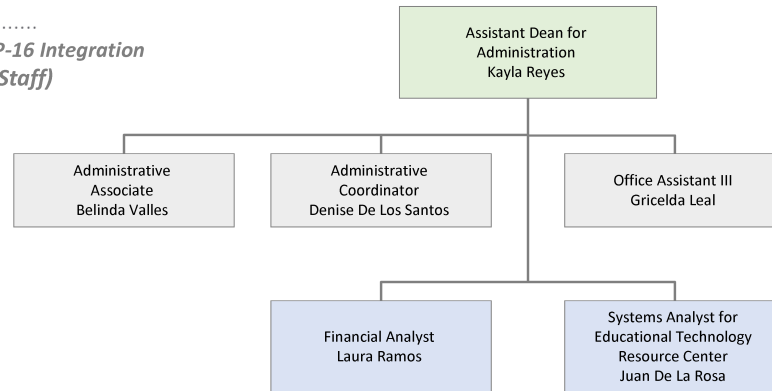 .......
P-16 Integration
Staff)
Assistant Dean for
Administration
Kayla Reyes
Administrative
Associate
Belinda Valles
Administrative
Coordinator
Denise De Los Santos
Office Assistant III
Gricelda Leal
Financial Analyst
Laura Ramos
Systems Analyst for
Educational Technology
Resource Center
Juan De La Rosa